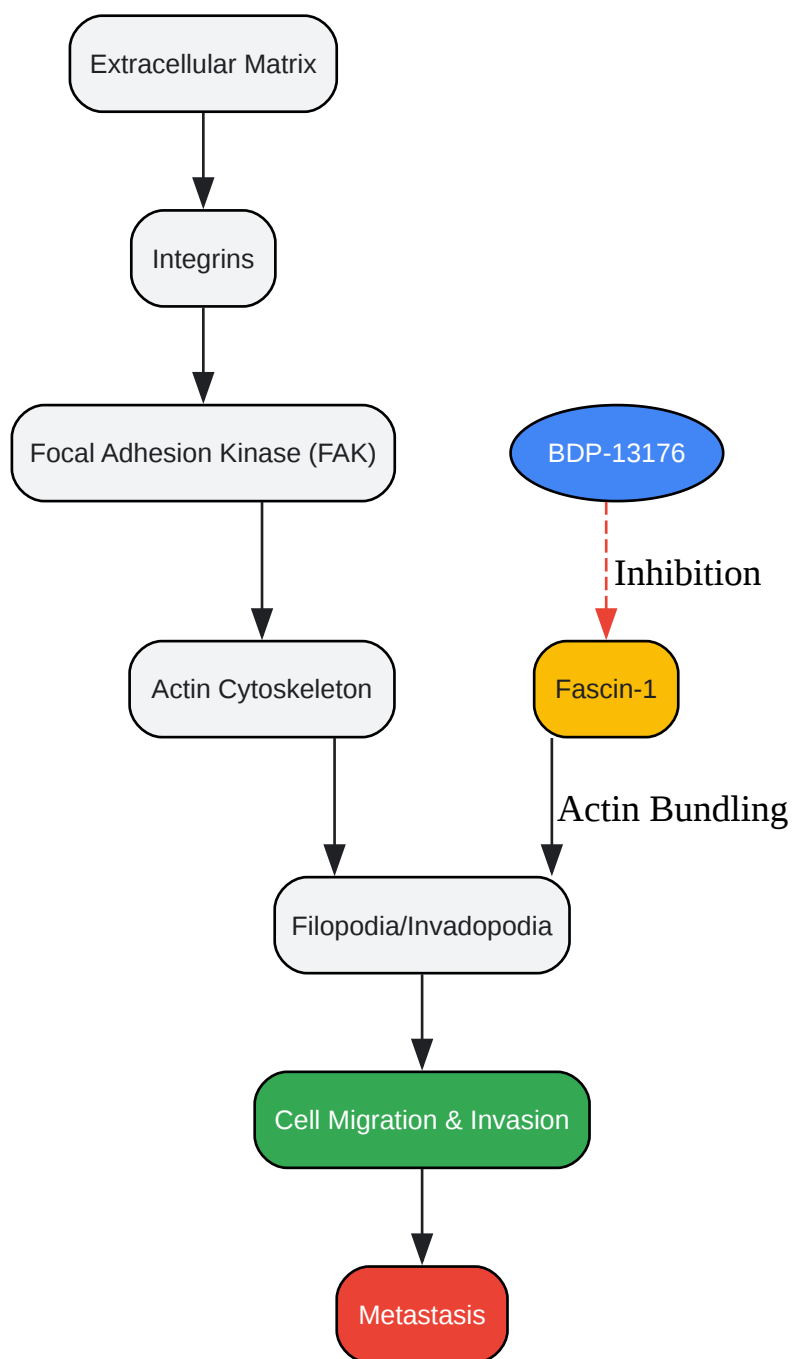 Extracellular Matrix
Integrins
Focal Adhesion Kinase (FAK)
BDP-13176
Inhibition
Actin Cytoskeleton
Fascin-1
Actin Bundling
Filopodia/Invadopodia
Cell Migration & Invasion
Metastasis